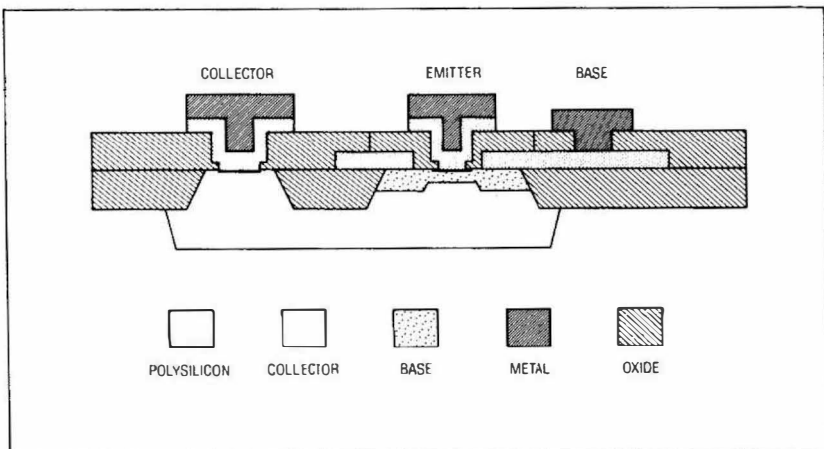 COLLECTOR EMITTER BASE
POLYSILICON COLLECTOR BASE METAL OXIDE